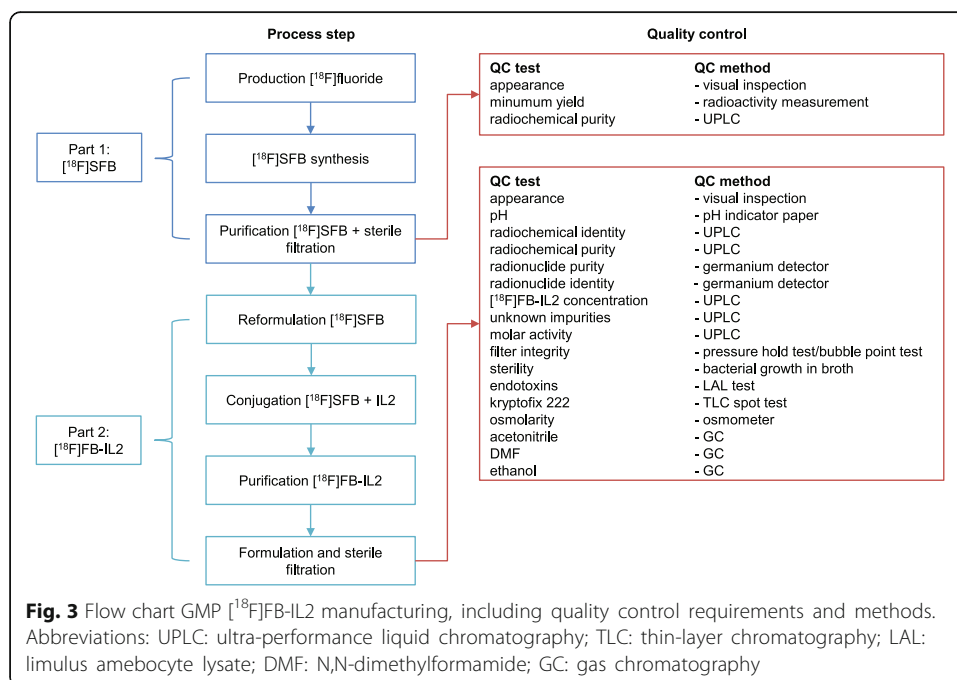 Process step
Quality control
Production [¹⁸F]fluoride
[¹⁸F]SFB synthesis
Purification [¹⁸F]SFB + sterile
filtration
Part 1:
[¹⁸F]SFB
Reformulation [¹⁸F]SFB
Conjugation [¹⁸F]SFB + IL2
Purification [¹⁸F]FB-IL2
Formulation and sterile
filtration
Part 2:
[¹⁸F]FB-IL2
QC test QC method
appearance - visual inspection
minumum yield - radioactivity measurement
radiochemical purity - UPLC
QC test QC method
appearance - visual inspection
pH - pH indicator paper
radiochemical identity - UPLC
radiochemical purity - UPLC
radionuclide purity - germanium detector
radionuclide identity - germanium detector
[¹⁸F]FB-IL2 concentration - UPLC
unknown impurities - UPLC
molar activity - UPLC
filter integrity - pressure hold test/bubble point test
sterility - bacterial growth in broth
endotoxins - LAL test
kryptofix 222 - TLC spot test
osmolarity - osmometer
acetonitrile - GC
DMF - GC
ethanol - GC
Fig. 3 Flow chart GMP [¹⁸F]FB-IL2 manufacturing, including quality control requirements and methods.
Abbreviations: UPLC: ultra-performance liquid chromatography; TLC: thin-layer chromatography; LAL:
limulus amebocyte lysate; DMF: N,N-dimethylformamide; GC: gas chromatography